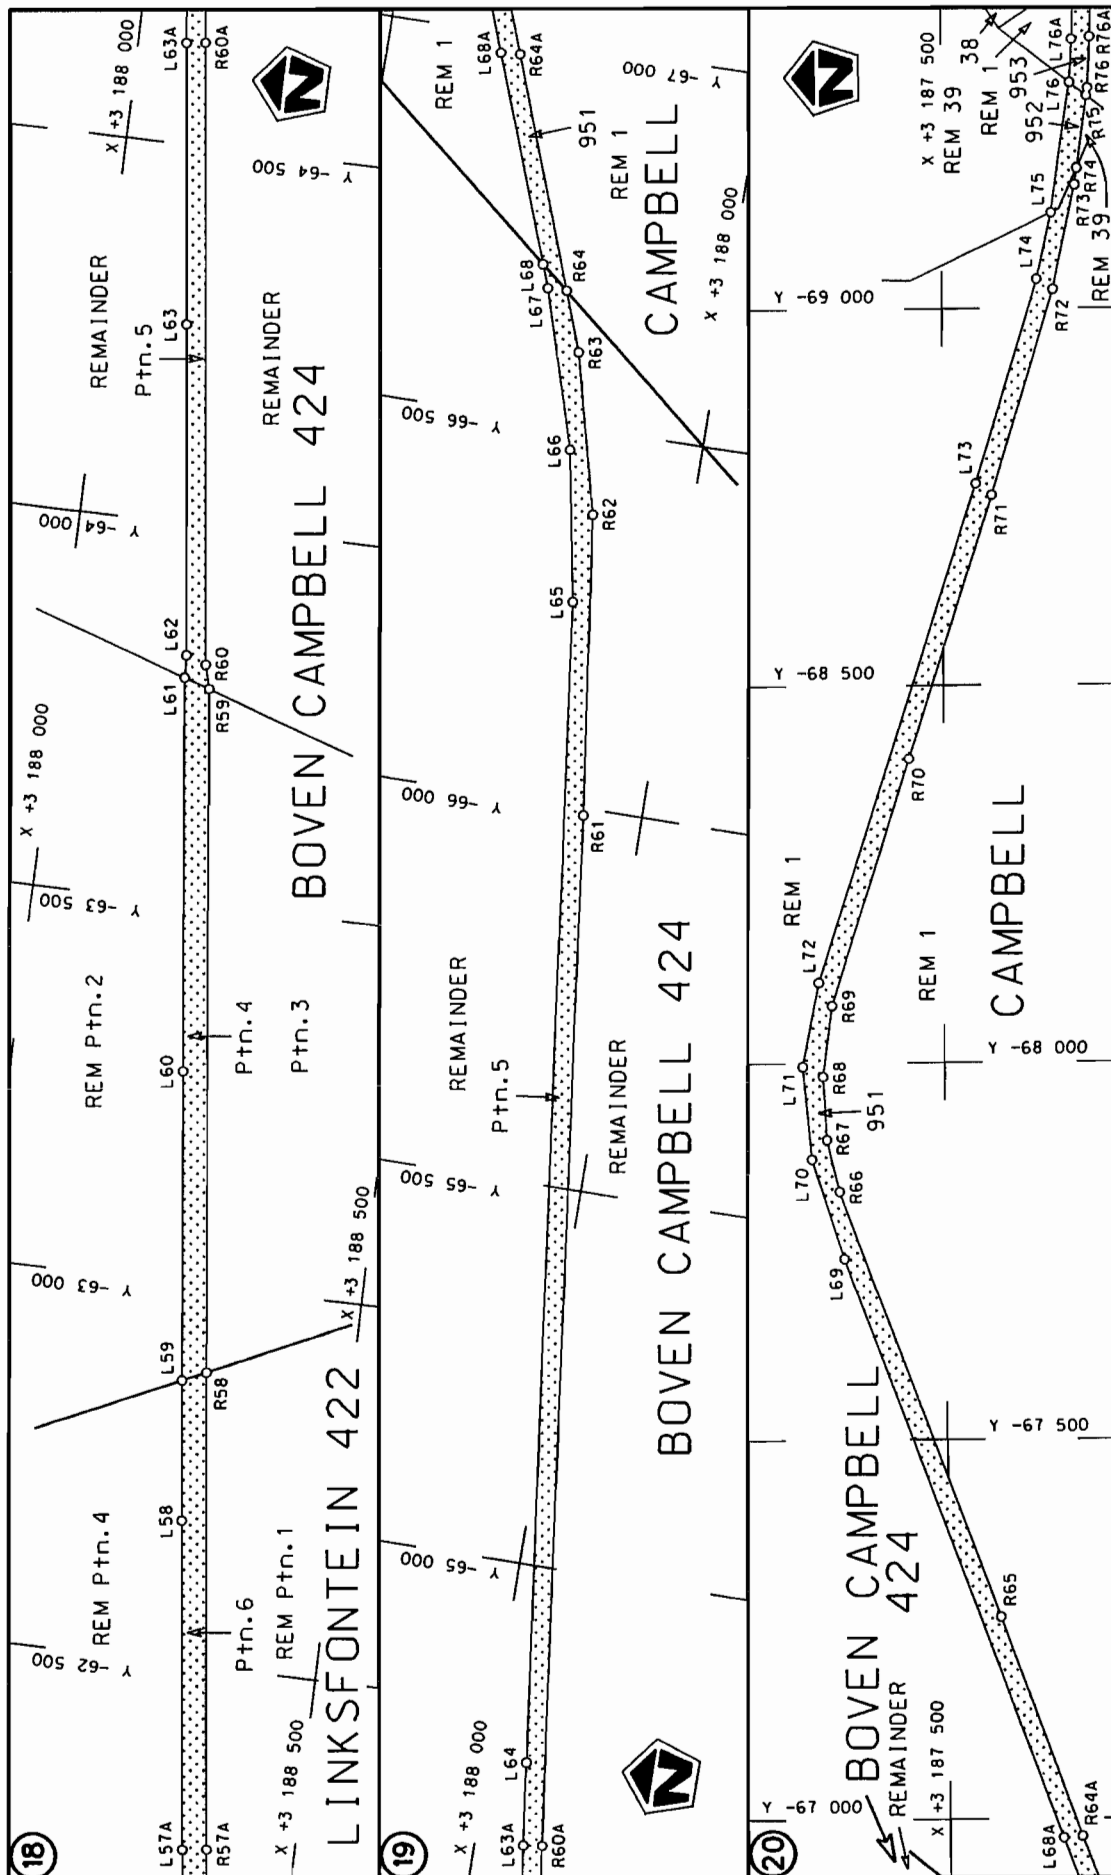 18
L57A
R57A
L58
R58
L59
L60
L61
R59
L62
R60
L63
L63A
R60A
REM Ptn.4
Ptn.6
REM Ptn.1
LINKSFONTEIN 422
REM Ptn.2
Ptn.4
Ptn.3
BOVEN CAMPBELL 424
REMAINDER
Ptn.5
REMAINDER
X +3 188 500
X +3 188 500
X +3 188 000
X +3 188 000
Y -62 500
Y -63 000
Y -63 500
Y -64 000
Y -64 500
N
19
L63A
R60A
L64
R61
L65
R62
L66
R63
L67
R64
L68
L68A
R64A
X +3 188 000
Y -65 000
Y -65 500
Y -66 000
Y -66 500
Y -67 000
X +3 188 000
REMAINDER
Ptn.5
REMAINDER
BOVEN CAMPBELL 424
REM 1
951
REM 1
CAMPBELL
N
20
L68A
R64A
R65
L69
R66
L70
R67
R68
L71
R69
L72
R70
R71
L73
R72
L74
L75
R73
R74
R75
L76
R76
L76A
R76A
Y -67 000
REMAINDER
X +3 187 500
BOVEN CAMPBELL
424
Y -67 500
951
Y -68 000
REM 1
REM 1
CAMPBELL
Y -68 500
Y -69 000
REM 39
X +3 187 500
REM 39
REM 1
38
952
953
N